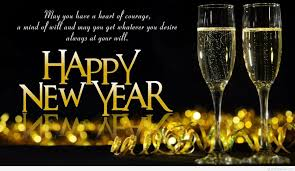 May you have a heart of courage,
a mind of will and may you get whatever you desire
always at your will.
HAPPY
NEW YEAR